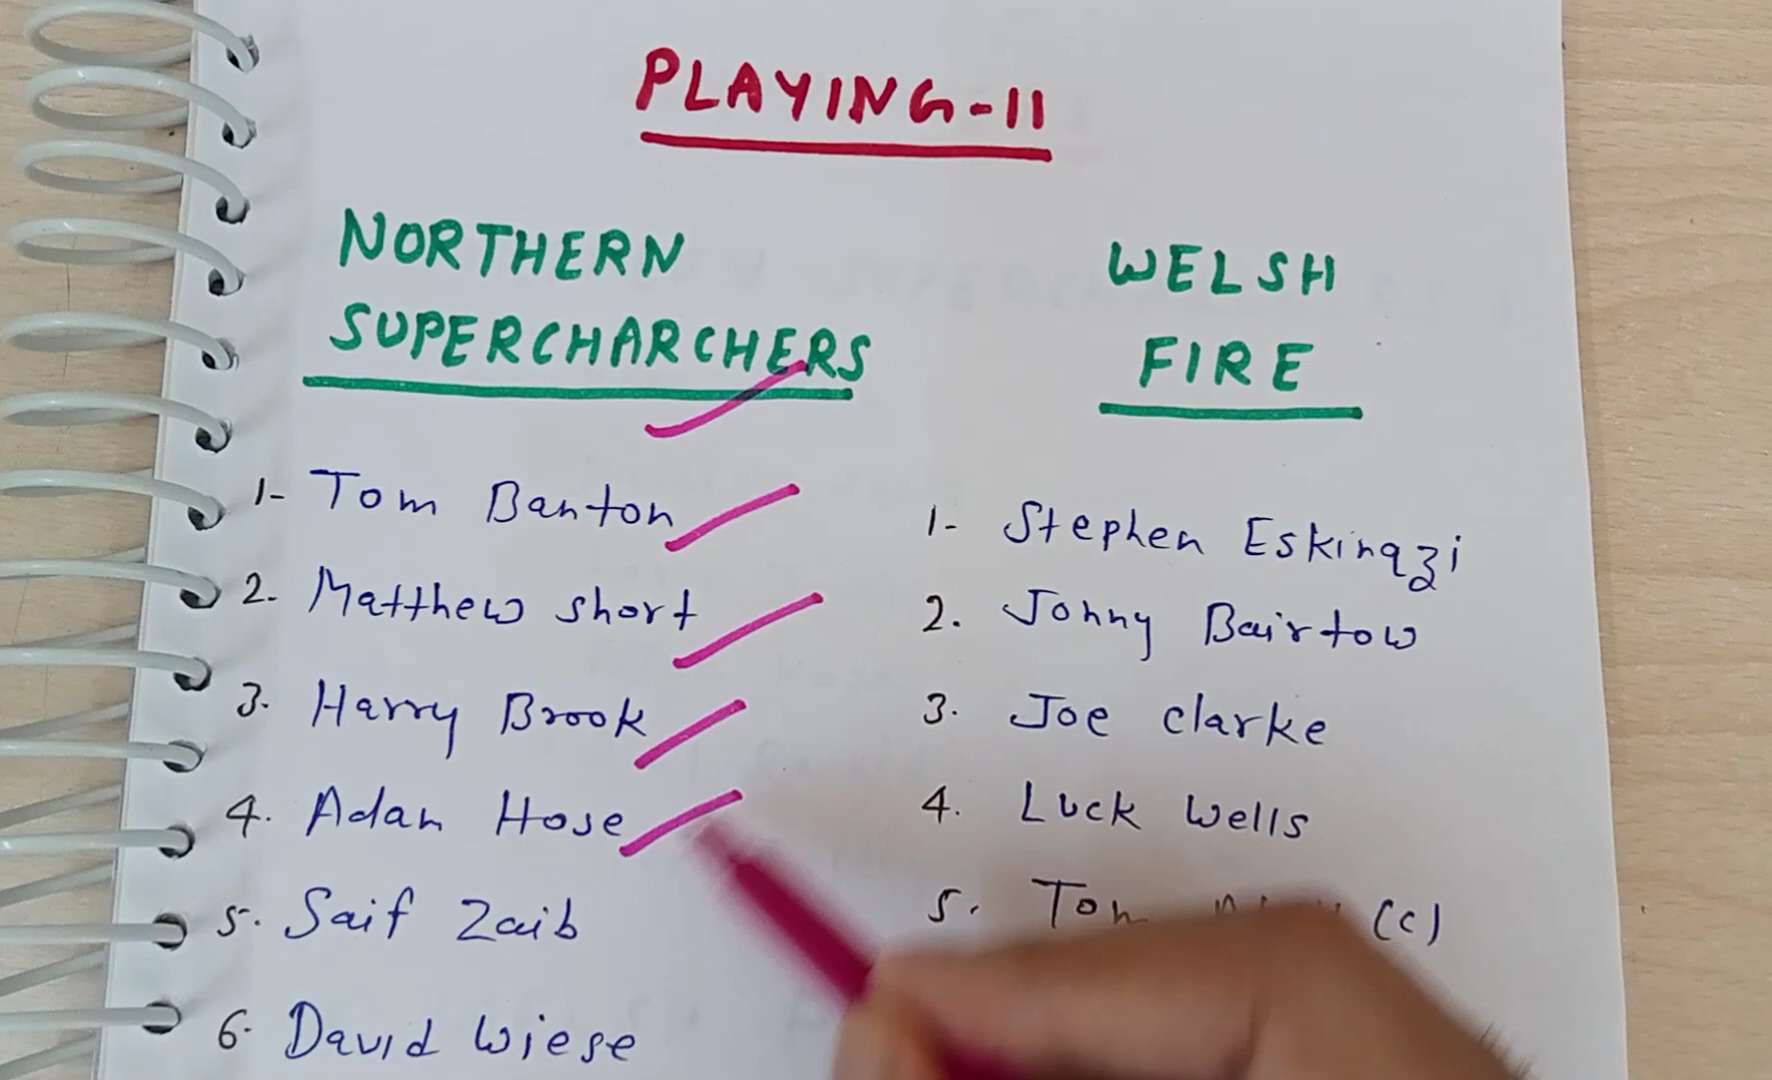 PLAYING-11
NORTHERN
SUPERCHARCHERS
1- Tom Banton
2. Matthew short
3. Harry Brook
4. Adam Hose
5. Saif Zaib
6. David Wiese
WELSH
FIRE
1- Stephen Eskinazi
2. Johny Bairtow
3. Joe clarke
4. Luck Wells
5. Tom (c)